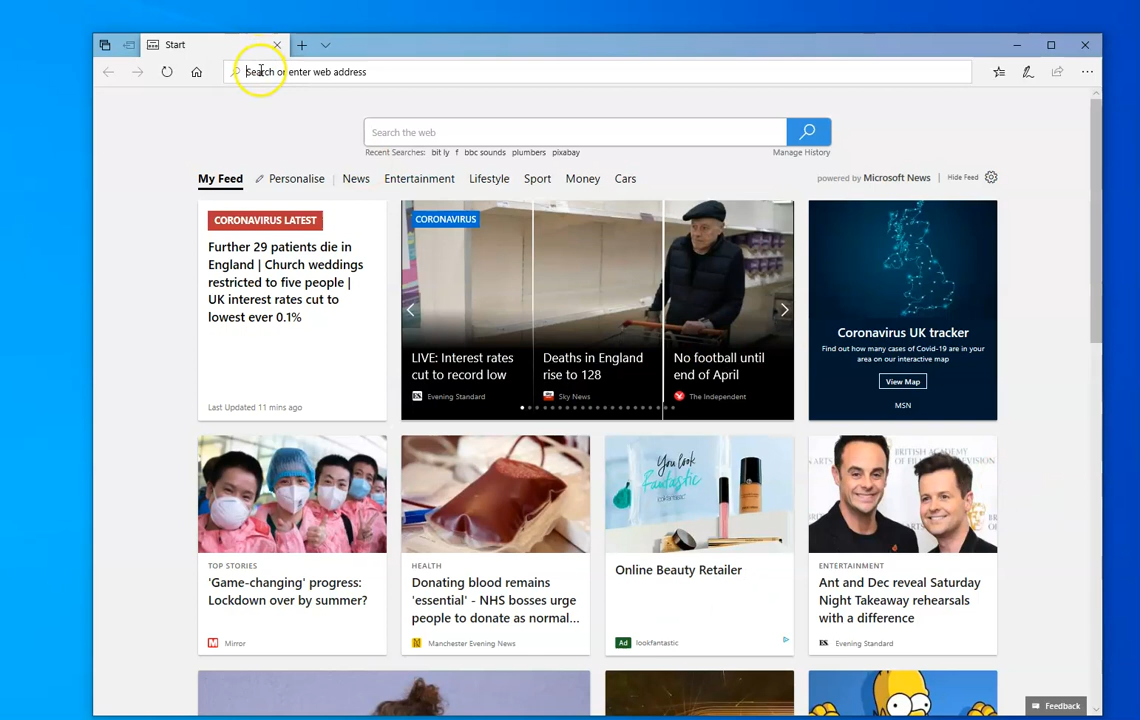 Start
Search or enter web address
Search the web
Recent Searches: bit ly f bbc sounds plumbers pixabay
Manage History
My Feed
Personalise
News
Entertainment
Lifestyle
Sport
Money
Cars
powered by Microsoft News
Hide Feed
CORONAVIRUS LATEST
Further 29 patients die in
England | Church weddings
restricted to five people |
UK interest rates cut to
lowest ever 0.1%
Last Updated 11 mins ago
CORONAVIRUS
LIVE: Interest rates
cut to record low
ES
Evening Standard
Deaths in England
rise to 128
Sky News
No football until
end of April
The Independent
Coronavirus UK tracker
Find out how many cases of Covid-19 are in your
area on our interactive map
View Map
MSN
TOP STORIES
'Game-changing' progress:
Lockdown over by summer?
M
Mirror
HEALTH
Donating blood remains
'essential' - NHS bosses urge
people to donate as normal...
Manchester Evening News
You look
Fantastic
lookfantastic
Online Beauty Retailer
Ad
lookfantastic
BRITISH ACADEMY
ENTERTAINMENT
Ant and Dec reveal Saturday
Night Takeaway rehearsals
with a difference
ES
Evening Standard
Feedback